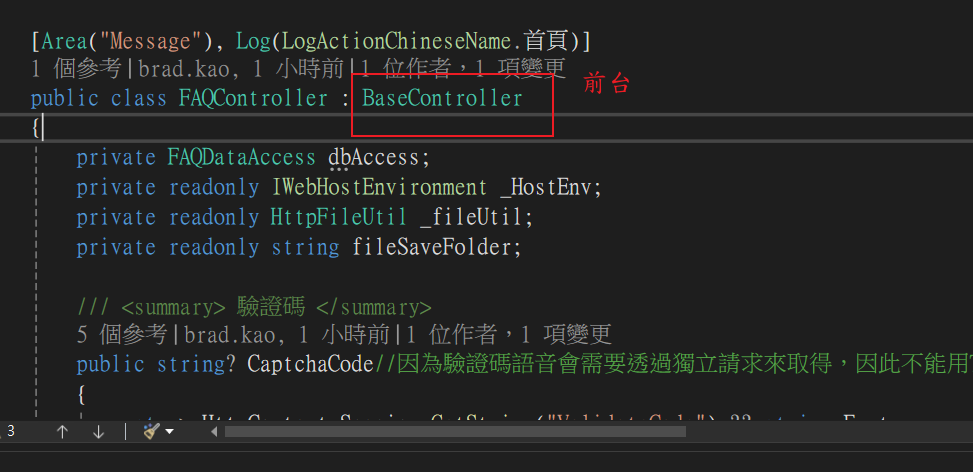 [Area("Message"), Log(LogActionChineseName.首頁)]
1 個參考|brad.kao, 1 小時前|1 位作者，1 項變更
前台
public class FAQController : BaseController
{
private FAQDataAccess dbAccess;
private readonly IWebHostEnvironment _HostEnv;
private readonly HttpFileUtil _fileUtil;
private readonly string fileSaveFolder;
/// <summary> 驗證碼 </summary>
5 個參考|brad.kao, 1 小時前|1 位作者，1 項變更
public string? CaptchaCode//因為驗證碼語音會需要透過獨立請求來取得，因此不能用
{
3